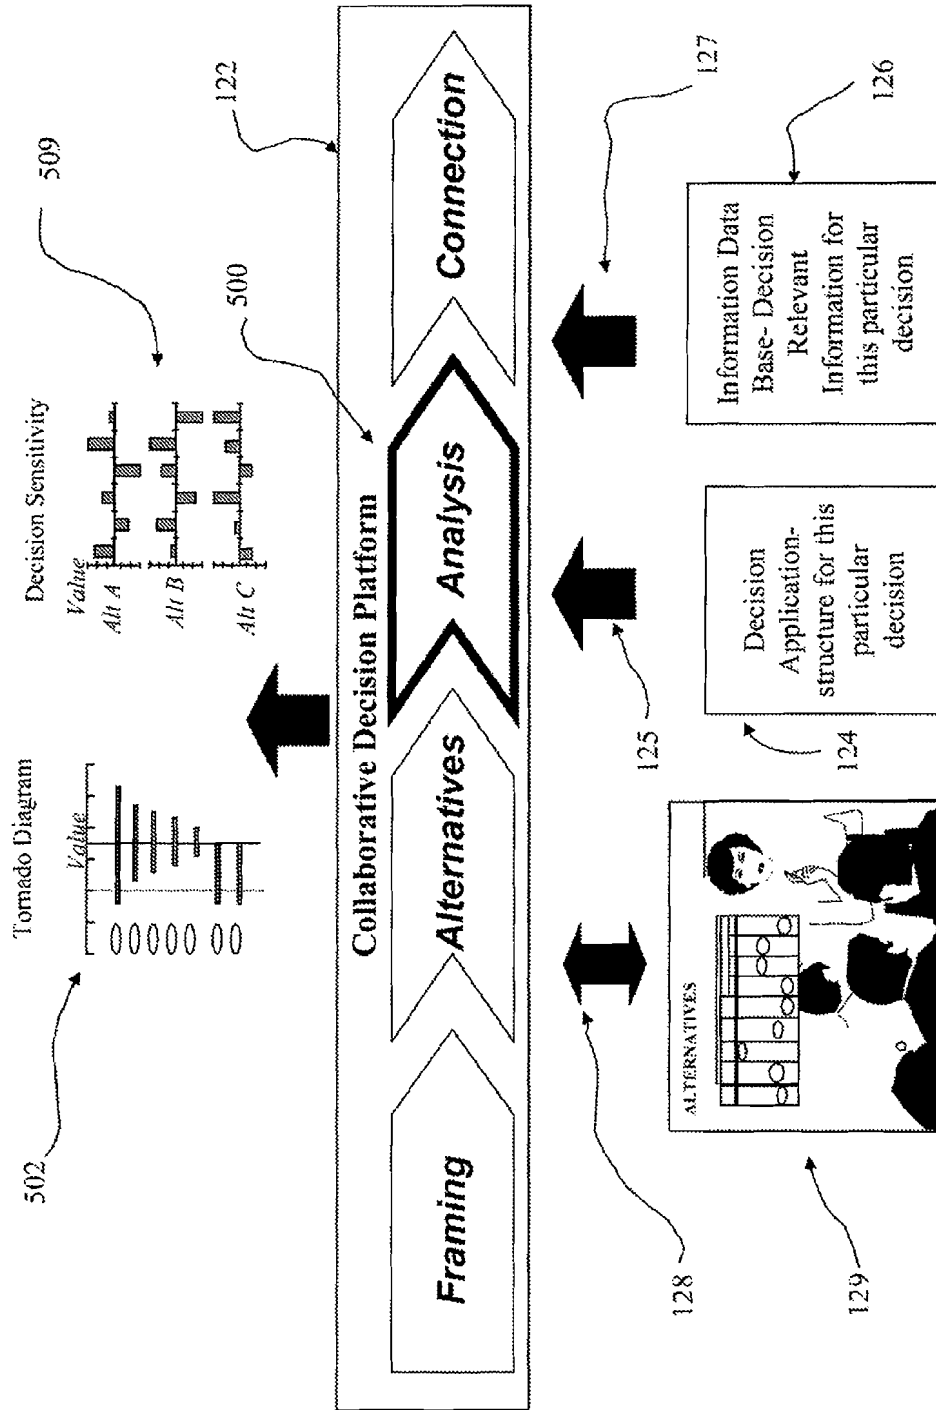 Tornado Diagram
Value
502
Decision Sensitivity
Value
Alt A
Alt B
Alt C
509
500
122
Collaborative Decision Platform
Framing
Alternatives
Analysis
Connection
128
125
127
129
ALTERNATIVES
124
Decision
Application-
structure for this
particular
decision
126
Information Data
Base- Decision
Relevant
Information for
this particular
decision